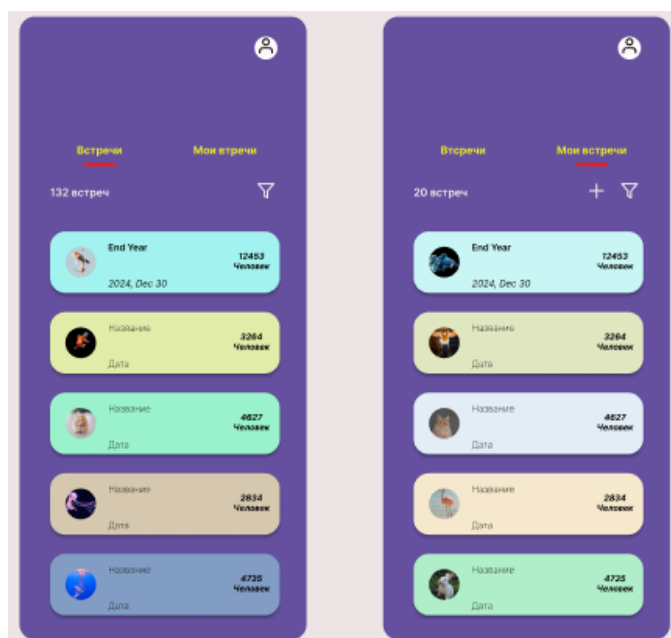 Встречи Мои втречи
132 встреч
End Year
12453
Человек
2024, Dec 30
Название
3264
Человек
Дата
Название
4627
Человек
Дата
Название
2834
Человек
Дата
Название
4735
Человек
Дата
Втсречи Мои встречи
20 встреч
End Year
12453
Человек
2024, Dec 30
Название
3264
Человек
Дата
Название
4627
Человек
Дата
Название
2834
Человек
Дата
Название
4735
Человек
Дата